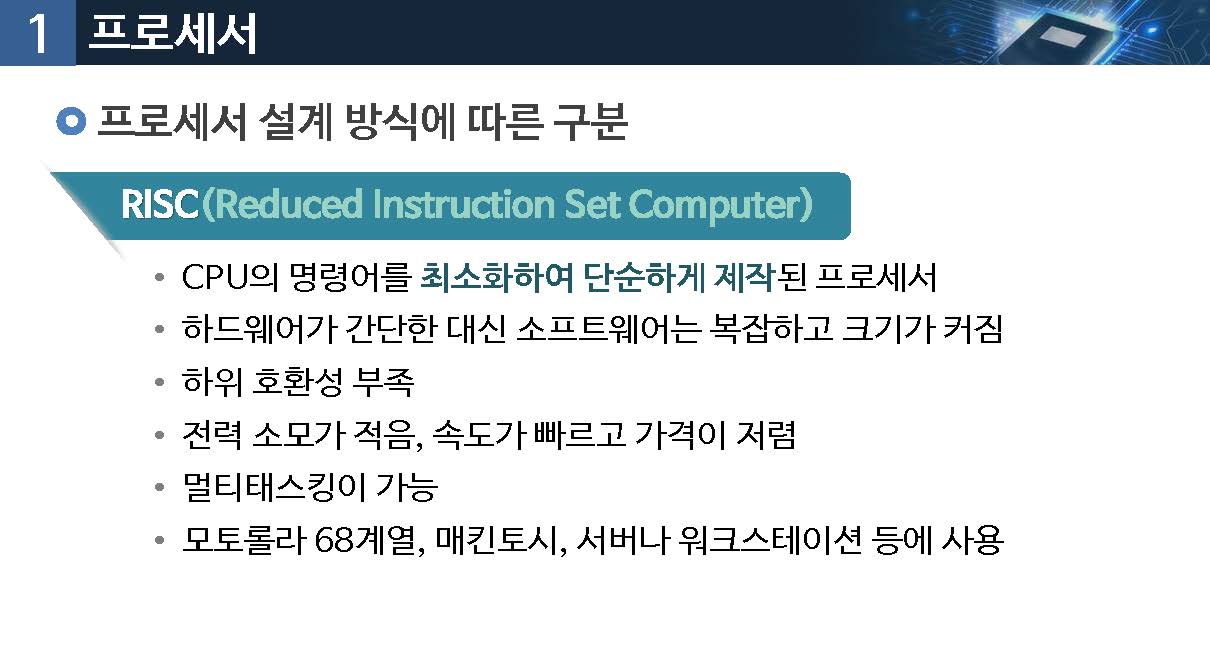 1 프로세서
프로세서 설계 방식에 따른 구분
RISC(Reduced Instruction Set Computer)
• CPU의 명령어를 최소화하여 단순하게 제작된 프로세서
• 하드웨어가 간단한 대신 소프트웨어는 복잡하고 크기가 커짐
• 하위 호환성 부족
• 전력 소모가 적음, 속도가 빠르고 가격이 저렴
• 멀티태스킹이 가능
• 모토롤라 68계열, 매킨토시, 서버나 워크스테이션 등에 사용